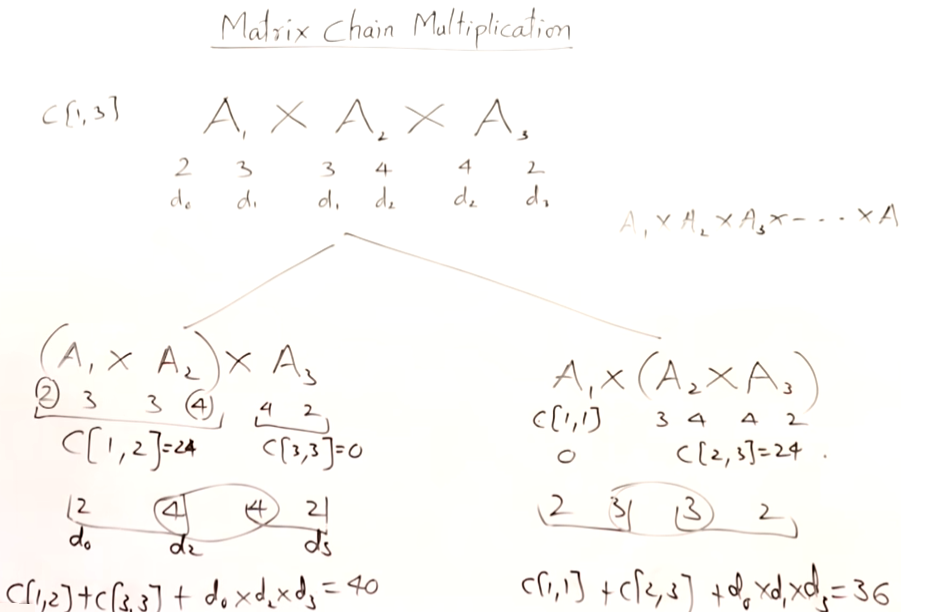 Matrix Chain Multiplication
C[1,3] A₁ × A₂ × A₃
2 3 3 4 4 2
d₀ d₁ d₁ d₂ d₂ d₃
A₁ × A₂ × A₃ × - . . . × A
(A₁ × A₂) × A₃
2 3 3 4 4 2
C[1,2]=24 C[3,3]=0
2 4 4 2
d₀ d₂ d₃
C[1,2]+C[3,3] + d₀×d₂×d₃ = 40
A₁ × (A₂ × A₃)
C[1,1] 3 4 4 2
0 C[2,3]=24 .
2 3 3 2
C[1,1] + C[2,3] + d₀×d₁×d₃ = 36